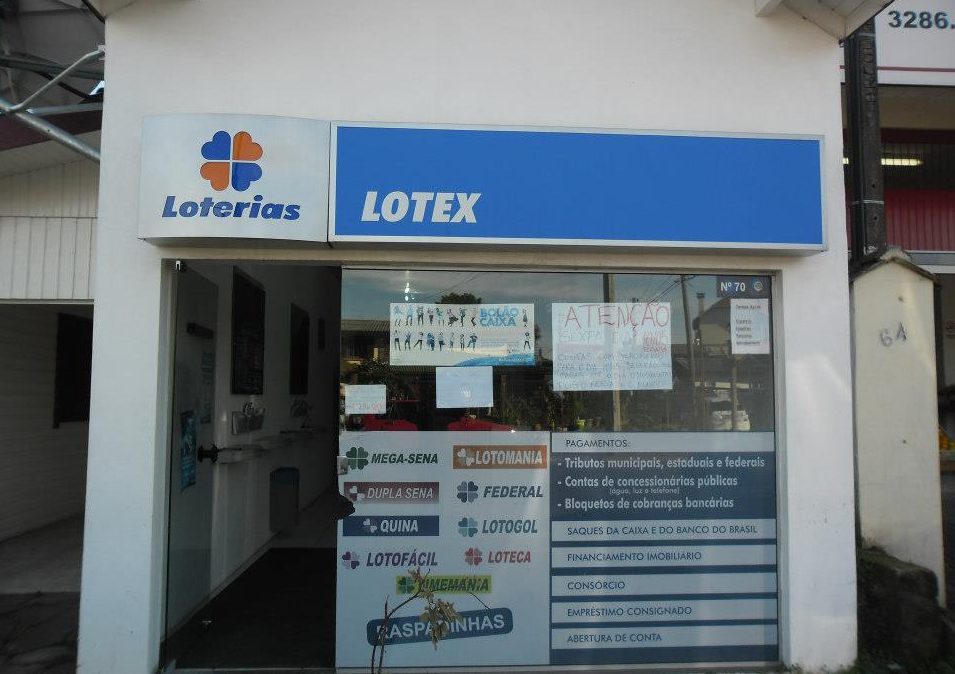 3286.
Loterias
LOTEX
Nº 70
BOLÃO
CAIXA
ATENÇÃO
64
MEGA-SENA
LOTOMANIA
DUPLA SENA
FEDERAL
QUINA
LOTOGOL
LOTOFÁCIL
LOTECA
TIMEMANIA
RASPADINHAS
PAGAMENTOS:
- Tributos municipais, estaduais e federais
- Contas de concessionárias públicas
(água, luz e telefone)
- Bloquetos de cobranças bancárias
SAQUES DA CAIXA E DO BANCO DO BRASIL
FINANCIAMENTO IMOBILIÁRIO
CONSÓRCIO
EMPRÉSTIMO CONSIGNADO
ABERTURA DE CONTA